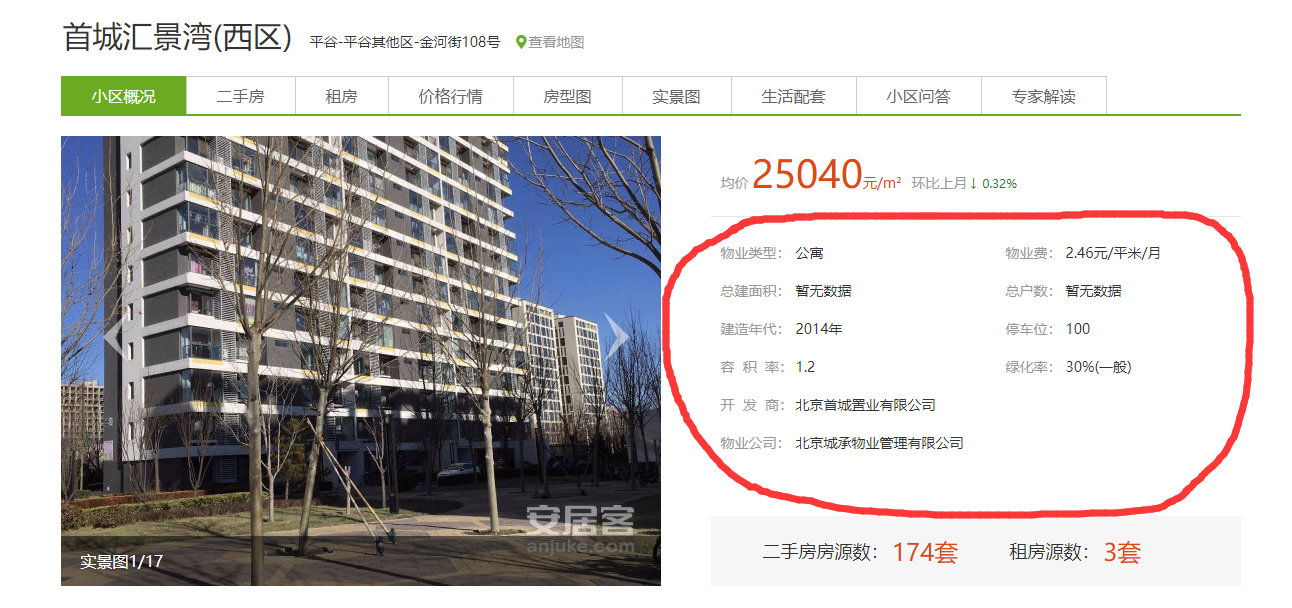 首城汇景湾(西区) 平谷-平谷其他区-金河街108号 查看地图
小区概况 二手房 租房 价格行情 房型图 实景图 生活配套 小区问答 专家解读
均价 25040元/m² 环比上月↓ 0.32%
物业类型： 公寓 物业费： 2.46元/平米/月
总建面积： 暂无数据 总户数： 暂无数据
建造年代： 2014年 停车位： 100
容 积 率： 1.2 绿化率： 30%(一般)
开 发 商： 北京首城置业有限公司
物业公司： 北京城承物业管理有限公司
安居客
anjuke.com
实景图1/17
二手房房源数： 174套 租房源数： 3套